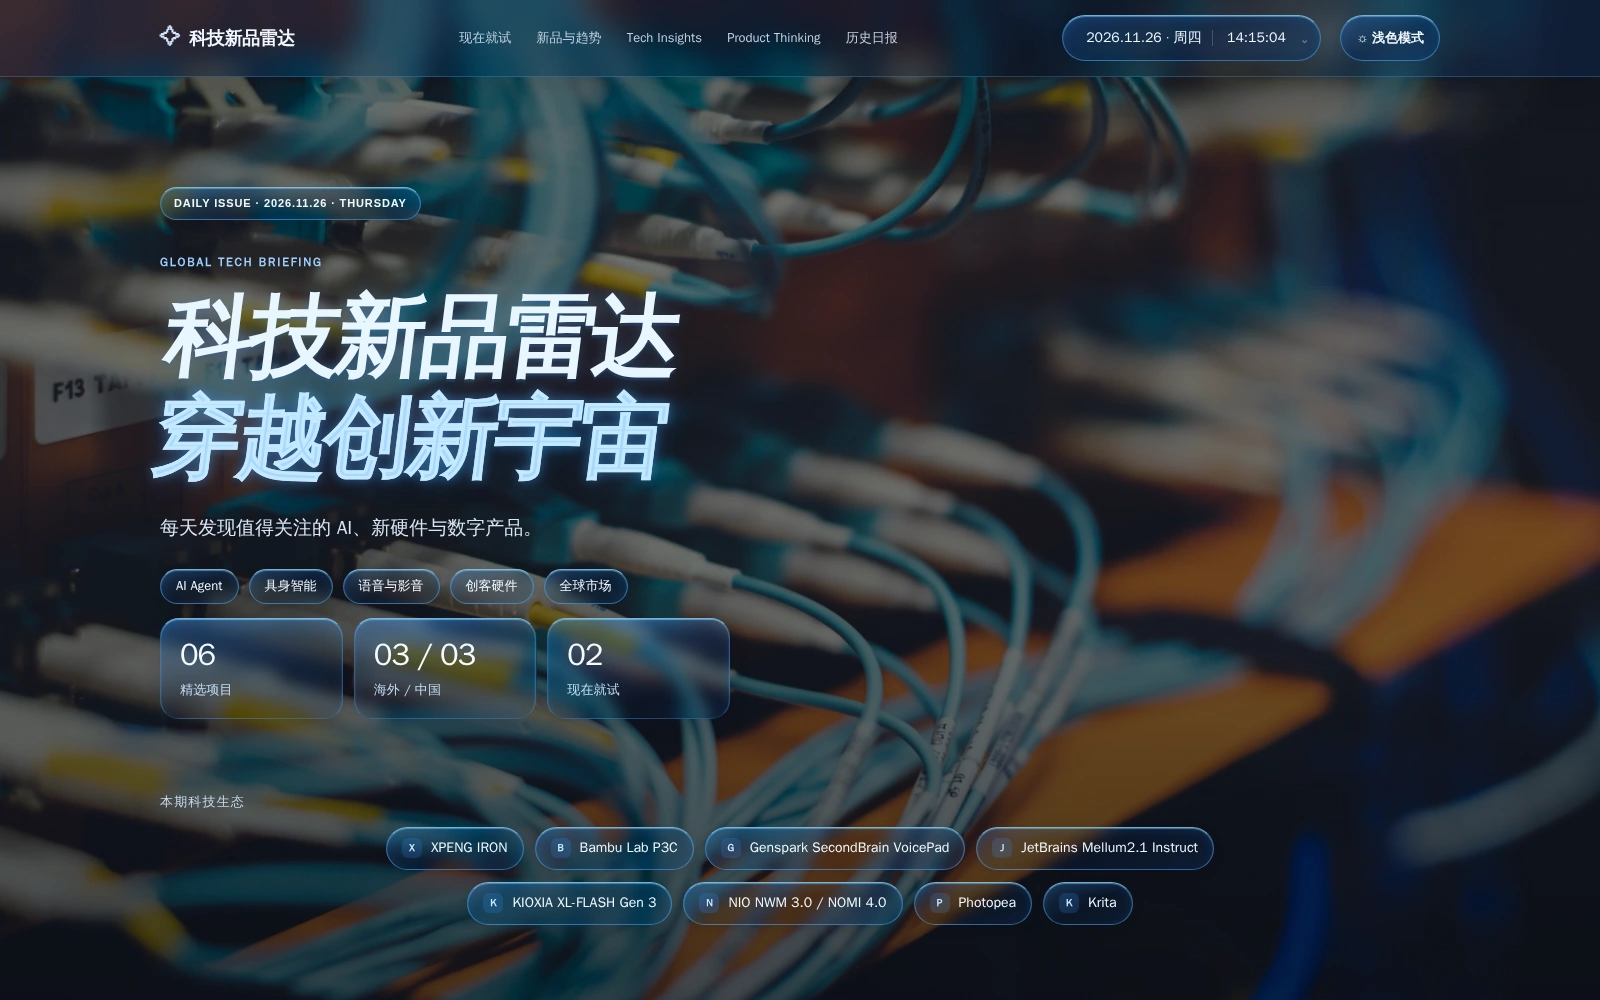 科技新品雷达
现在就试 新品与趋势 Tech Insights Product Thinking 历史日报
2026.11.26 · 周四 14:15:04
☼ 浅色模式
DAILY ISSUE · 2026.11.26 · THURSDAY
GLOBAL TECH BRIEFING
科技新品雷达
穿越创新宇宙
F13
每天发现值得关注的 AI、新硬件与数字产品。
AI Agent 具身智能 语音与影音 创客硬件 全球市场
06 03 / 03 02
精选项目 海外 / 中国 现在就试
本期科技生态
X XPENG IRON B Bambu Lab P3C G Genspark SecondBrain VoicePad J JetBrains Mellum2.1 Instruct
K KIOXIA XL-FLASH Gen 3 N NIO NWM 3.0 / NOMI 4.0 P Photopea K Krita